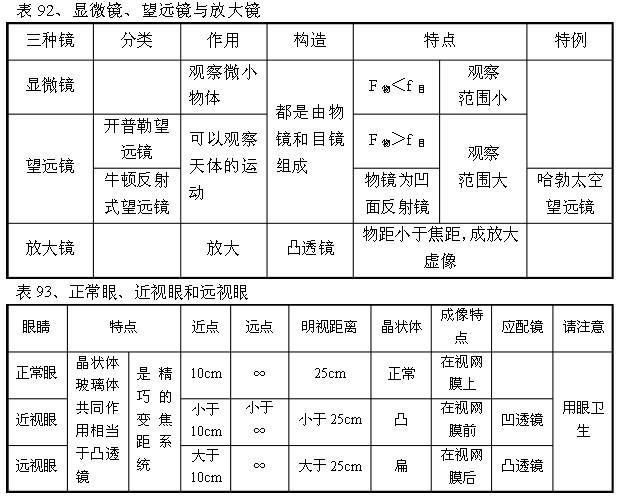 表 92、显微镜、望远镜与放大镜
三种镜 分类 作用 构造 特点 特例
显微镜 观察微小物体 都是由物镜和目镜组成 F物＜f目 观察范围小
望远镜 开普勒望远镜 可以观察天体的运动 F物＞f目 观察范围大
牛顿反射式望远镜 物镜为凹面反射镜 哈勃太空望远镜
放大镜 放大 凸透镜 物距小于焦距，成放大虚像
表 93、正常眼、近视眼和远视眼
眼睛 特点 近点 远点 明视距离 晶状体 成像特点 应配镜 请注意
正常眼 晶状体玻璃体共同作用相当于凸透镜 是精巧的变焦距系统 10cm ∞ 25cm 正常 在视网膜上 用眼卫生
近视眼 小于10cm 小于∞ 小于 25cm 凸 在视网膜前 凹透镜
远视眼 大于10cm ∞ 大于 25cm 扁 在视网膜后 凸透镜